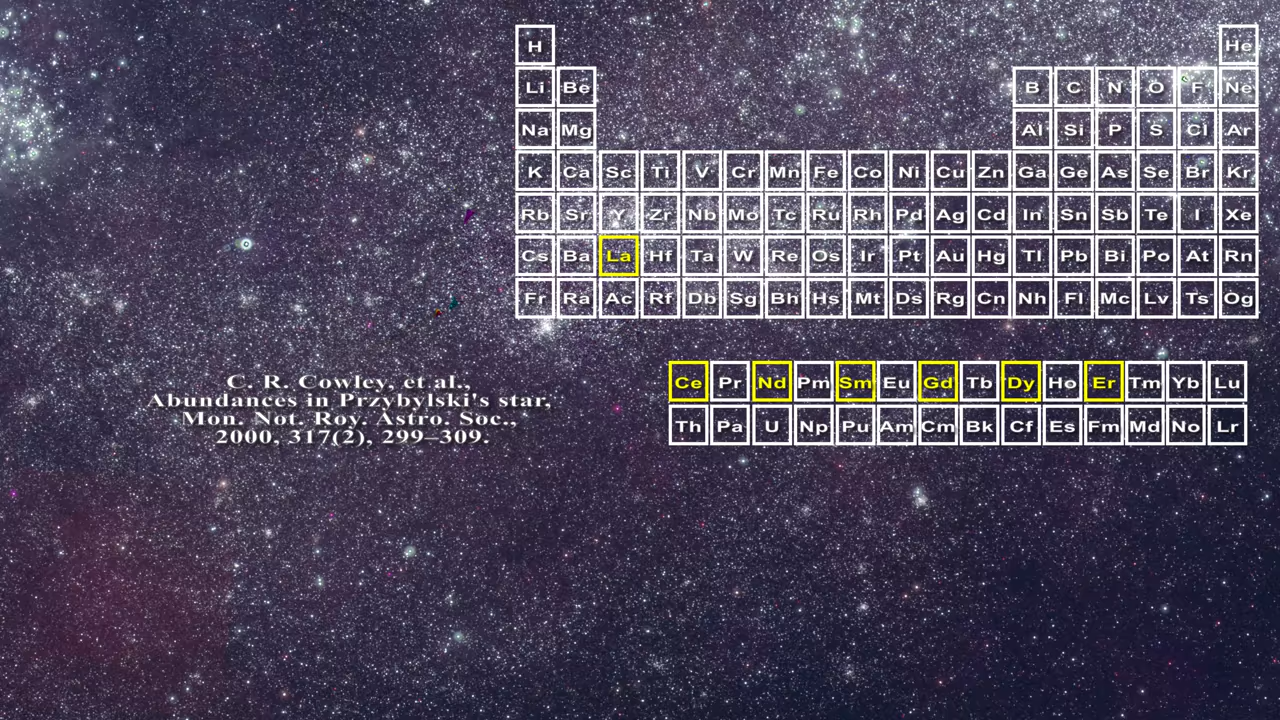 H He
Li Be B C N O F Ne
Na Mg Al Si P S Cl Ar
K Ca Sc Ti V Cr Mn Fe Co Ni Cu Zn Ga Ge As Se Br Kr
Rb Sr Y Zr Nb Mo Tc Ru Rh Pd Ag Cd In Sn Sb Te I Xe
Cs Ba La Hf Ta W Re Os Ir Pt Au Hg Tl Pb Bi Po At Rn
Fr Ra Ac Rf Db Sg Bh Hs Mt Ds Rg Cn Nh Fl Mc Lv Ts Og
Ce Pr Nd Pm Sm Eu Gd Tb Dy Ho Er Tm Yb Lu
Th Pa U Np Pu Am Cm Bk Cf Es Fm Md No Lr
C. R. Cowley, et al.,
Abundances in Przybylski's star,
Mon. Not. Roy. Astro. Soc.,
2000, 317(2), 299–309.